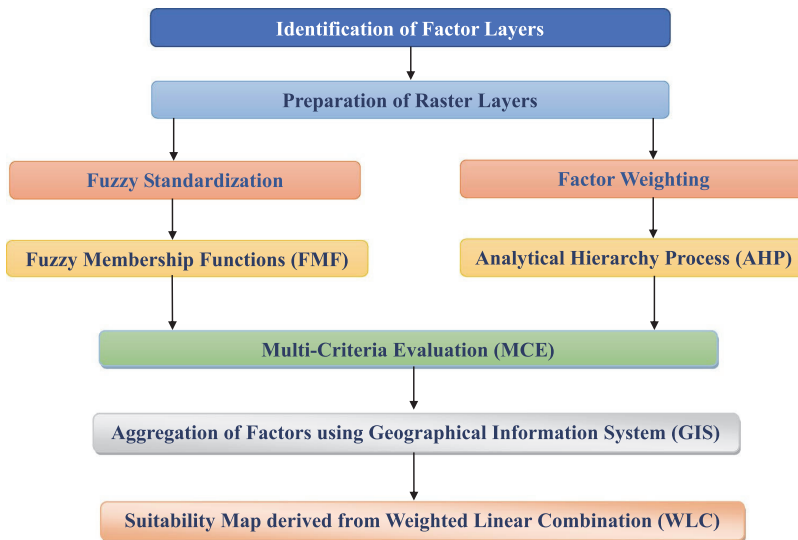 Identification of Factor Layers
Preparation of Raster Layers
Fuzzy Standardization
Factor Weighting
Fuzzy Membership Functions (FMF)
Analytical Hierarchy Process (AHP)
Multi-Criteria Evaluation (MCE)
Aggregation of Factors using Geographical Information System (GIS)
Suitability Map derived from Weighted Linear Combination (WLC)